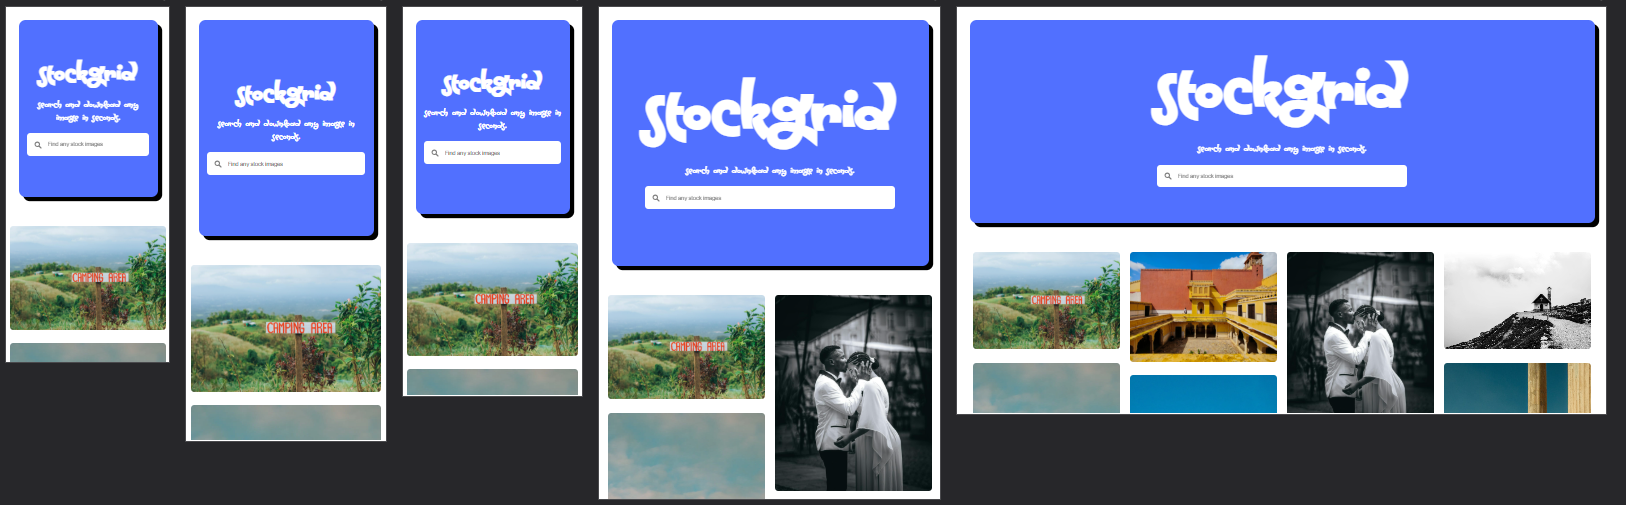 Stockgrid
search and download any
image in seconds.
Find any stock images
CAMPING AREA
Stockgrid
search and download any image in
seconds.
Find any stock images
CAMPING AREA
Stockgrid
search and download any image in
seconds.
Find any stock images
CAMPING AREA
Stockgrid
search and download any image in seconds.
Find any stock images
CAMPING AREA
Stockgrid
search and download any image in seconds.
Find any stock images
CAMPING AREA